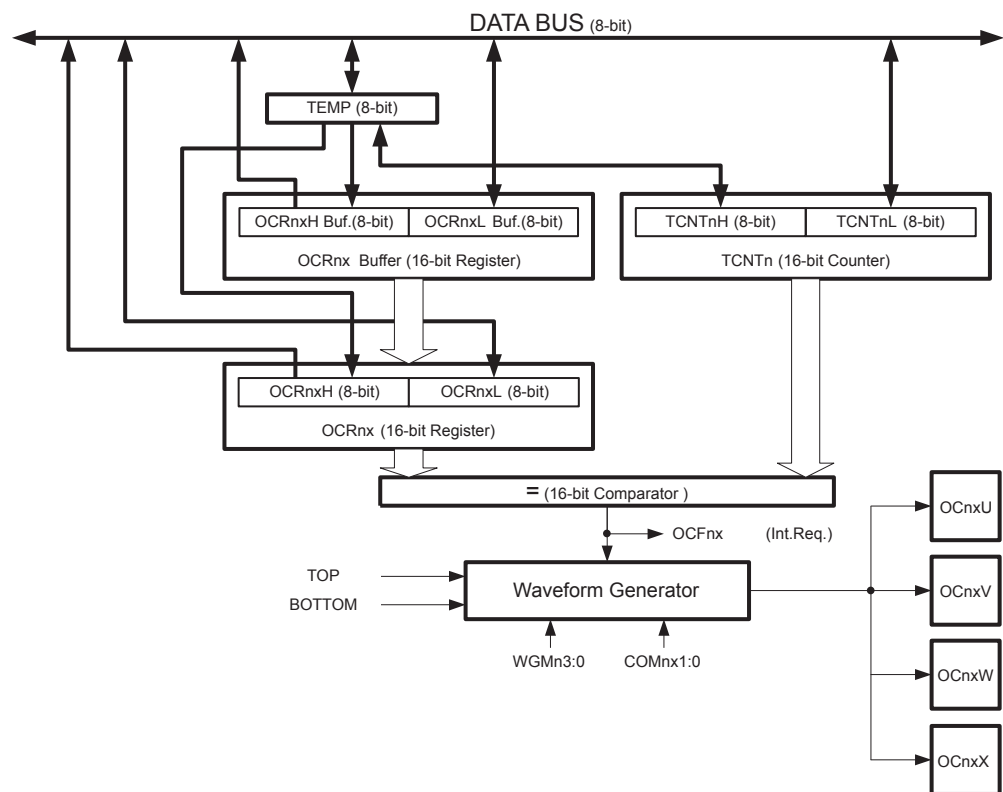 DATA BUS (8-bit)
TEMP (8-bit)
OCRnxH Buf.(8-bit) OCRnxL Buf.(8-bit)
OCRnx Buffer (16-bit Register)
TCNTnH (8-bit) TCNTnL (8-bit)
TCNTn (16-bit Counter)
OCRnxH (8-bit) OCRnxL (8-bit)
OCRnx (16-bit Register)
= (16-bit Comparator )
OCFnx (Int.Req.)
TOP
BOTTOM
Waveform Generator
WGMn3:0 COMnx1:0
OCnxU
OCnxV
OCnxW
OCnxX